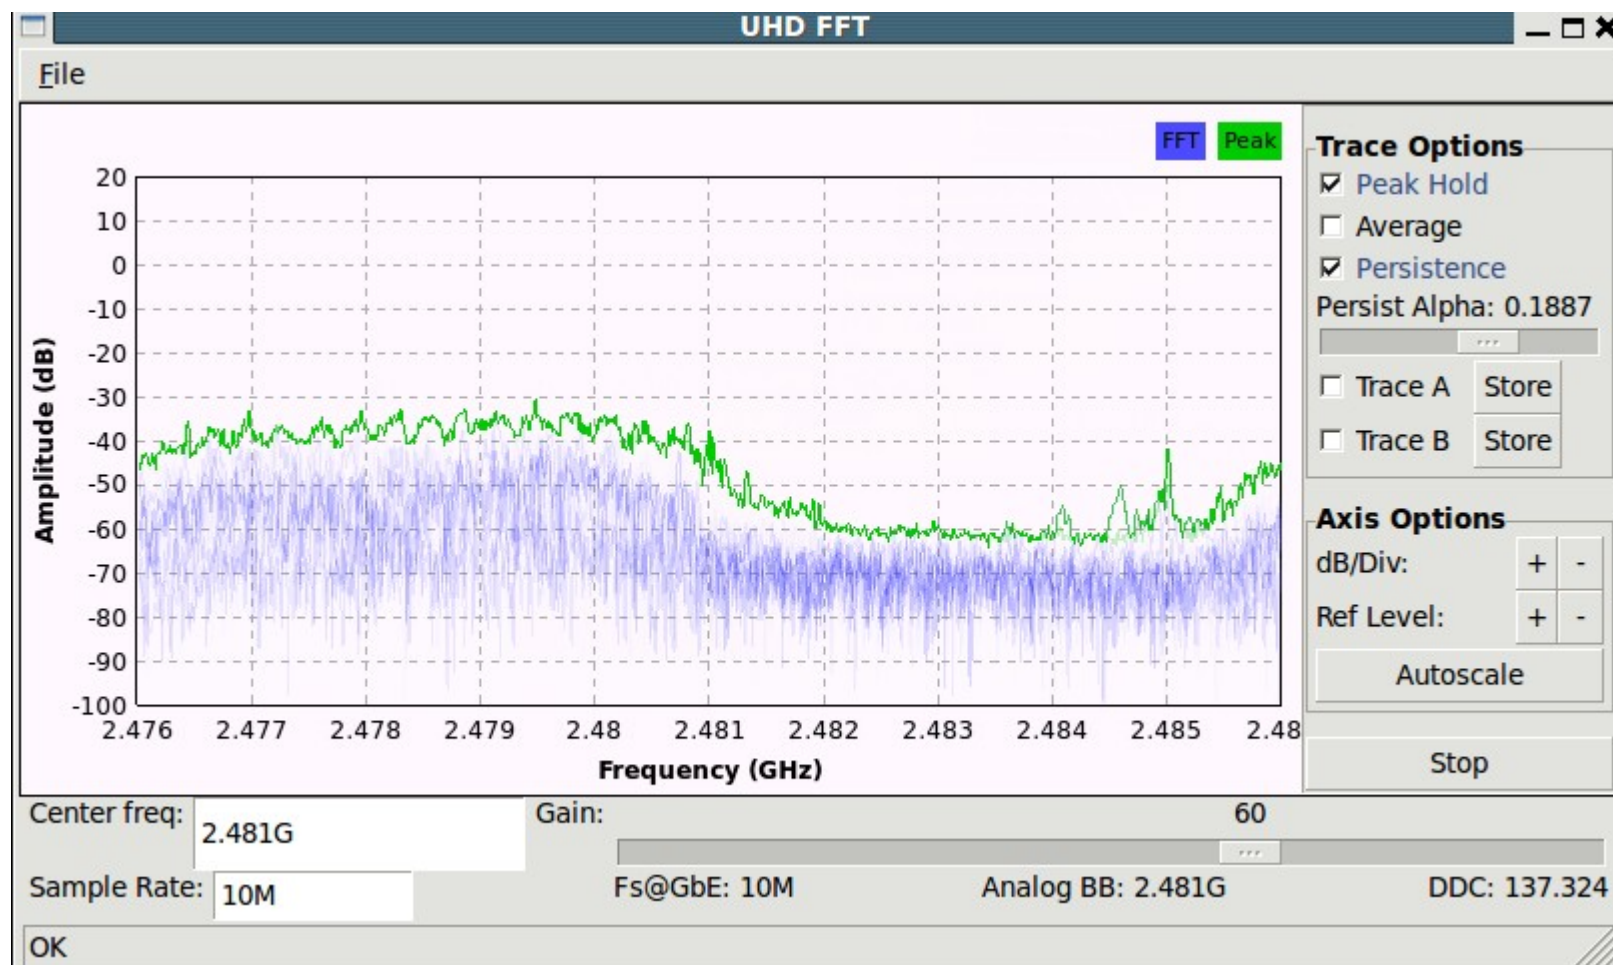 UHD FFT
File
FFT Peak
Trace Options
Peak Hold
Average
Persistence
Persist Alpha: 0.1887
Trace A Store
Trace B Store
Axis Options
dB/Div: + -
Ref Level: + -
Autoscale
Stop
Amplitude (dB)
20
10
0
-10
-20
-30
-40
-50
-60
-70
-80
-90
-100
2.476 2.477 2.478 2.479 2.48 2.481 2.482 2.483 2.484 2.485 2.48
Frequency (GHz)
Center freq: 2.481G Gain: 60
Sample Rate: 10M Fs@GbE: 10M Analog BB: 2.481G DDC: 137.324
OK